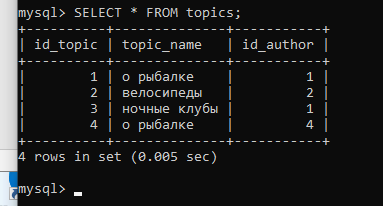 mysql> SELECT * FROM topics;
+----------+--------------+-----------+
| id_topic | topic_name | id_author |
+----------+--------------+-----------+
| 1 | о рыбалке | 1 |
| 2 | велосипеды | 2 |
| 3 | ночные клубы | 1 |
| 4 | о рыбалке | 4 |
+----------+--------------+-----------+
4 rows in set (0.005 sec)
mysql> _